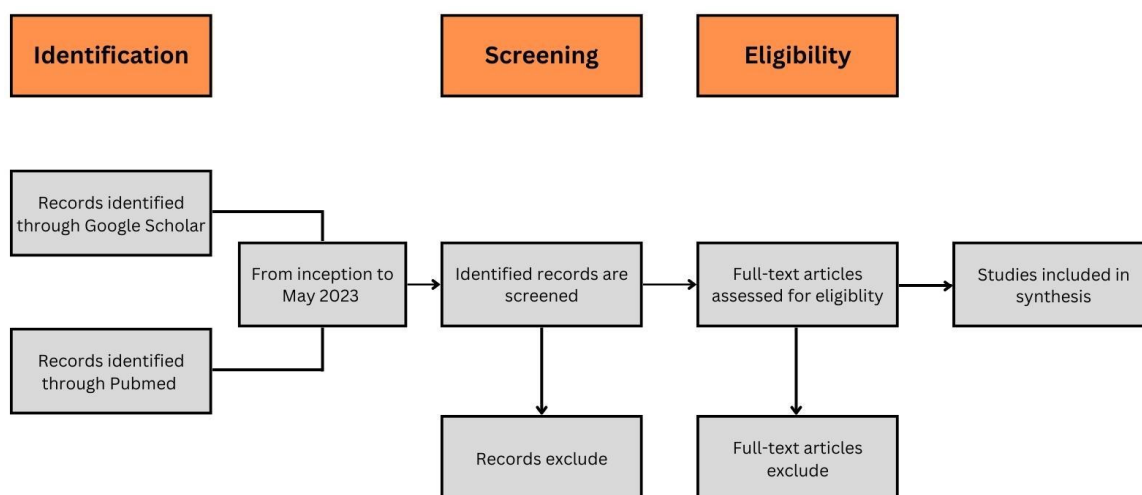 Identification
Screening
Eligibility
Records identified
through Google Scholar
From inception to
May 2023
Identified records are
screened
Full-text articles
assessed for eligiblity
Studies included in
synthesis
Records identified
through Pubmed
Records exclude
Full-text articles
exclude